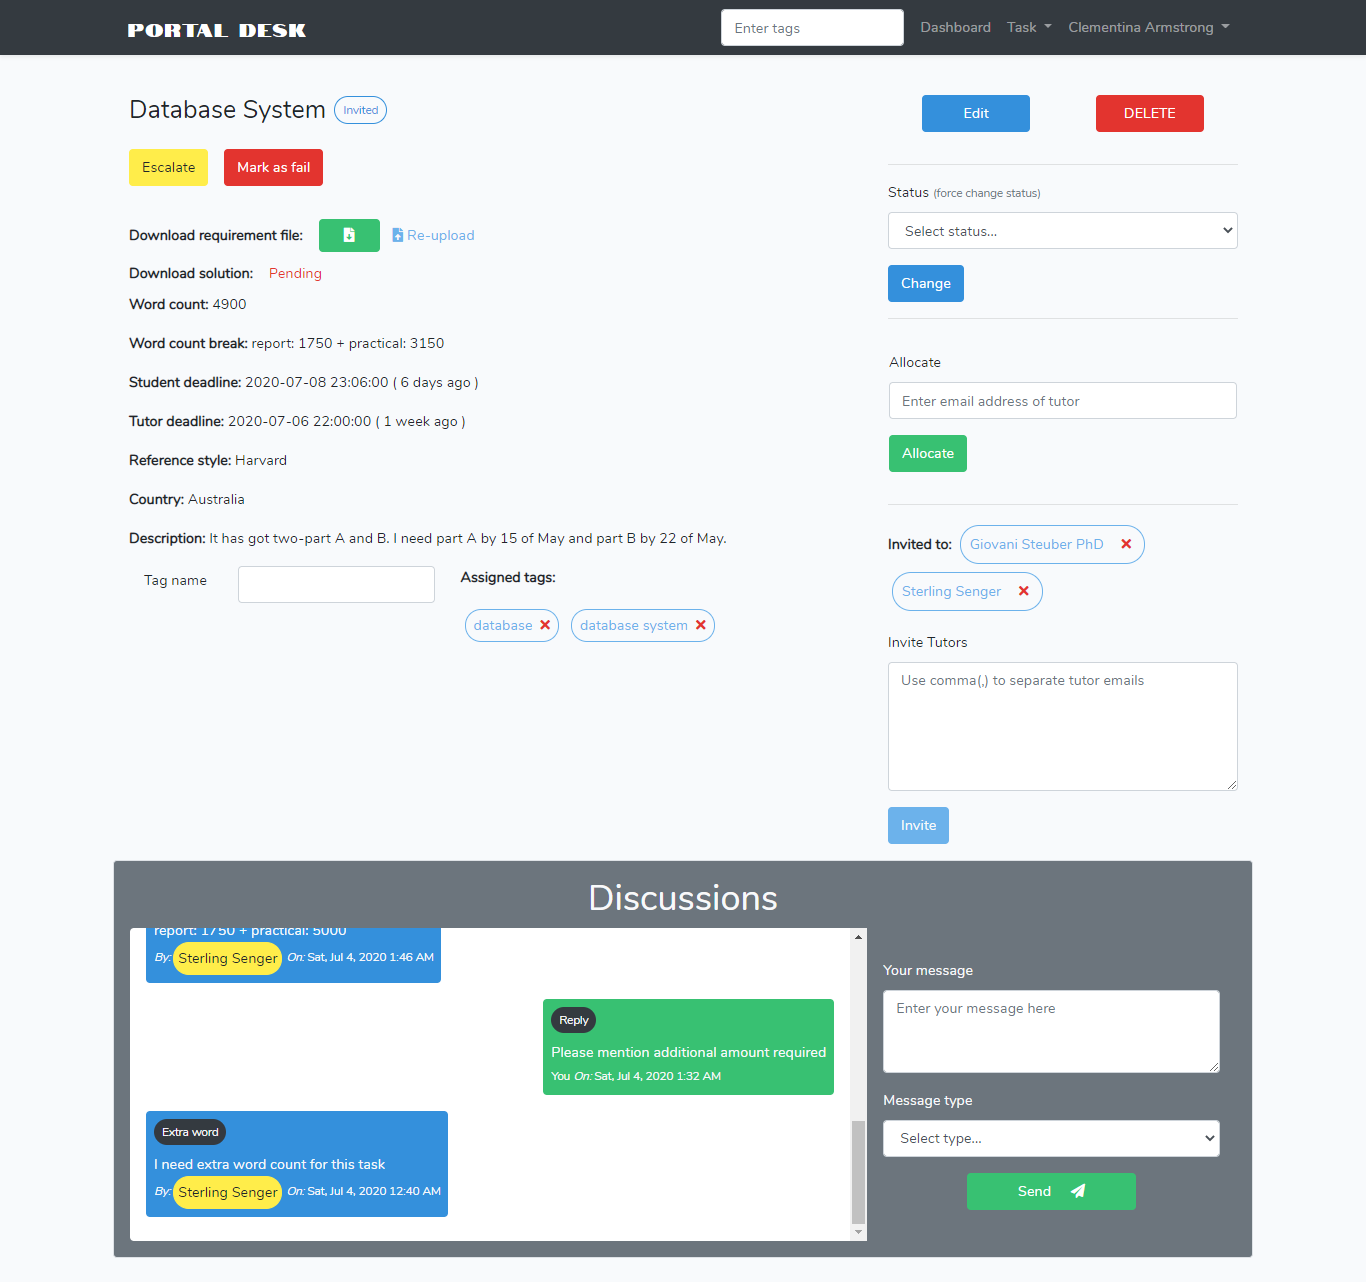 PORTAL DESK
Enter tags
Dashboard
Task
Clementina Armstrong
Database System
Invited
Escalate
Mark as fail
Download requirement file:
Re-upload
Download solution: Pending
Word count: 4900
Word count break: report: 1750 + practical: 3150
Student deadline: 2020-07-08 23:06:00 ( 6 days ago )
Tutor deadline: 2020-07-06 22:00:00 ( 1 week ago )
Reference style: Harvard
Country: Australia
Description: It has got two-part A and B. I need part A by 15 of May and part B by 22 of May.
Tag name
Assigned tags:
database
database system
Edit
DELETE
Status (force change status)
Select status...
Change
Allocate
Enter email address of tutor
Allocate
Invited to: Giovani Steuber PhD
Sterling Senger
Invite Tutors
Use comma(,) to separate tutor emails
Invite
Discussions
report: 1750 + practical: 5000
By: Sterling Senger On: Sat, Jul 4, 2020 1:46 AM
Reply
Please mention additional amount required
You On: Sat, Jul 4, 2020 1:32 AM
Extra word
I need extra word count for this task
By: Sterling Senger On: Sat, Jul 4, 2020 12:40 AM
Your message
Enter your message here
Message type
Select type...
Send